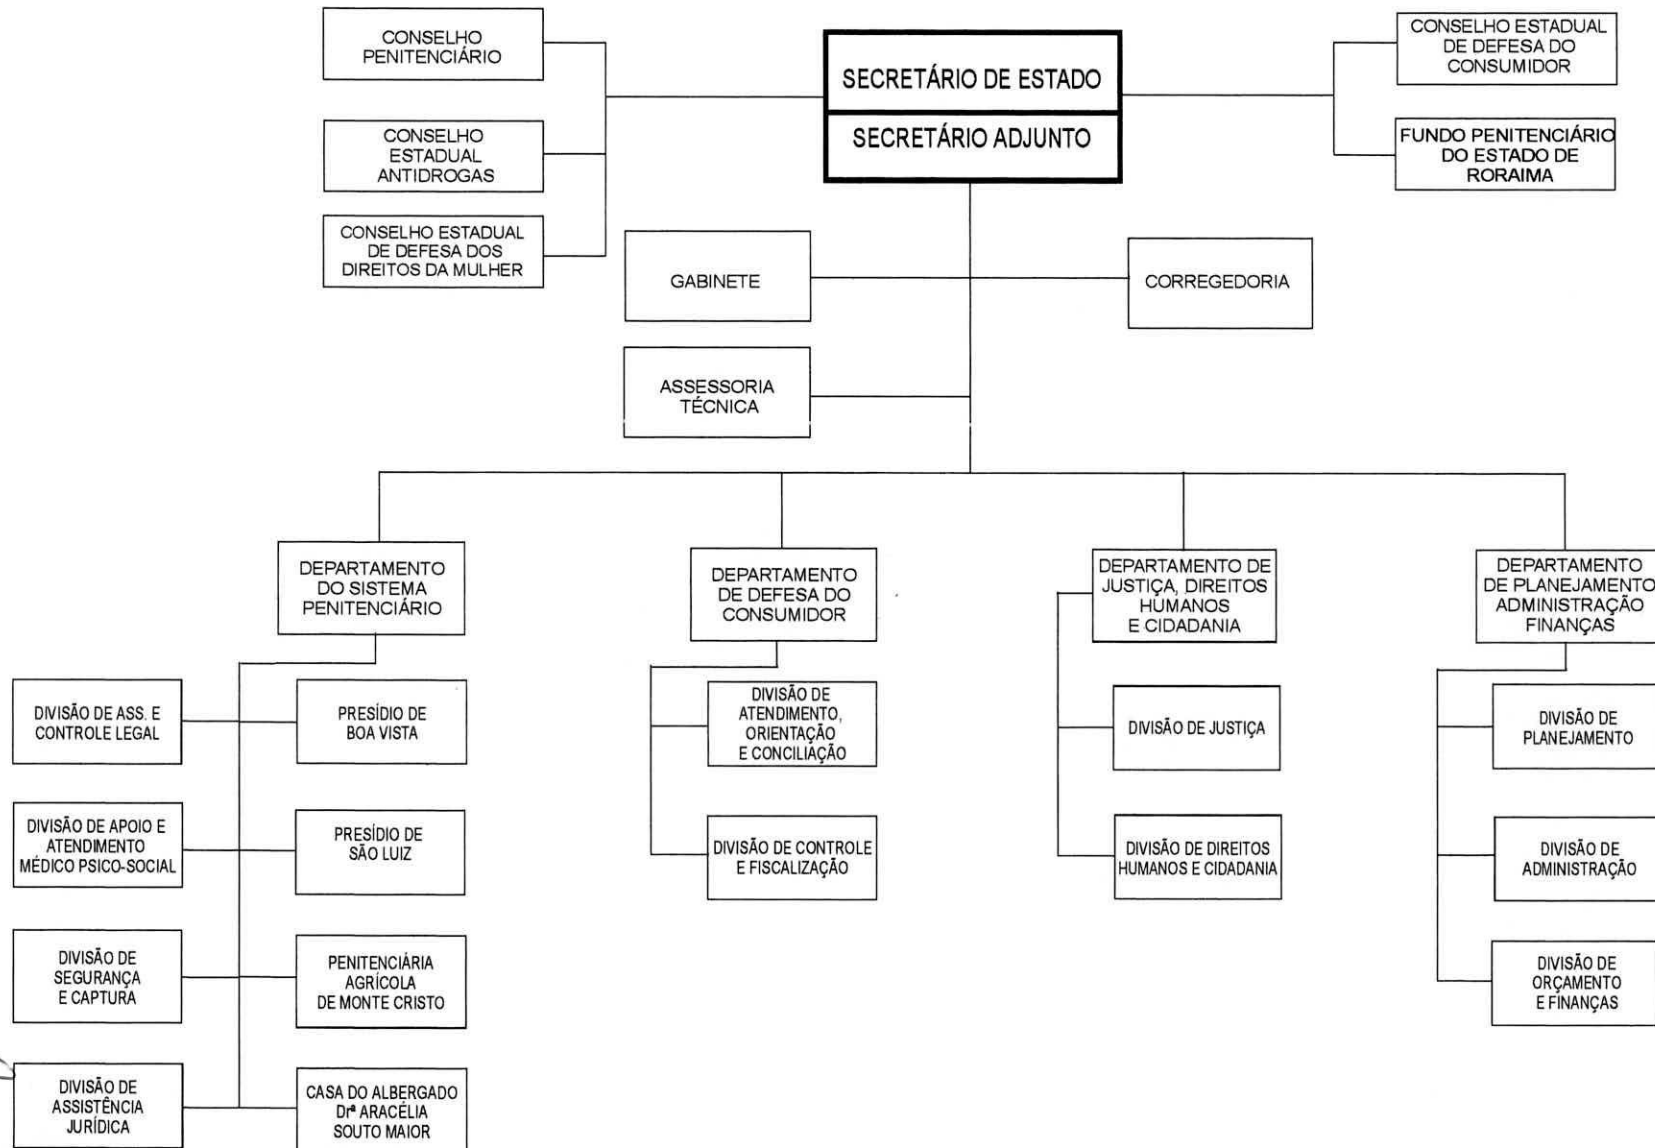 CONSELHO
PENITENCIÁRIO
CONSELHO
ESTADUAL
ANTIDROGAS
CONSELHO ESTADUAL
DE DEFESA DOS
DIREITOS DA MULHER
SECRETÁRIO DE ESTADO
SECRETÁRIO ADJUNTO
CONSELHO ESTADUAL
DE DEFESA DO
CONSUMIDOR
FUNDO PENITENCIÁRIO
DO ESTADO DE
RORAIMA
GABINETE
CORREGEDORIA
ASSESSORIA
TÉCNICA
DEPARTAMENTO
DO SISTEMA
PENITENCIÁRIO
DEPARTAMENTO
DE DEFESA DO
CONSUMIDOR
DEPARTAMENTO DE
JUSTIÇA, DIREITOS
HUMANOS
E CIDADANIA
DEPARTAMENTO
DE PLANEJAMENTO
ADMINISTRAÇÃO
FINANÇAS
DIVISÃO DE ASS. E
CONTROLE LEGAL
PRESÍDIO DE
BOA VISTA
DIVISÃO DE APOIO E
ATENDIMENTO
MÉDICO PSICO-SOCIAL
PRESÍDIO DE
SÃO LUIZ
DIVISÃO DE
SEGURANÇA
E CAPTURA
PENITENCIÁRIA
AGRÍCOLA
DE MONTE CRISTO
DIVISÃO DE
ASSISTÊNCIA
JURÍDICA
CASA DO ALBERGADO
Drª ARACÉLIA
SOUTO MAIOR
DIVISÃO DE
ATENDIMENTO,
ORIENTAÇÃO
E CONCILIAÇÃO
DIVISÃO DE CONTROLE
E FISCALIZAÇÃO
DIVISÃO DE JUSTIÇA
DIVISÃO DE DIREITOS
HUMANOS E CIDADANIA
DIVISÃO DE
PLANEJAMENTO
DIVISÃO DE
ADMINISTRAÇÃO
DIVISÃO DE
ORÇAMENTO
E FINANÇAS